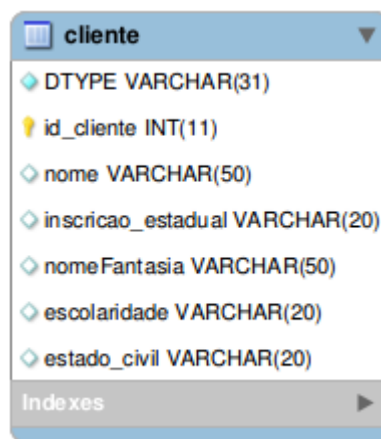 cliente
DTYPE VARCHAR(31)
id_cliente INT(11)
nome VARCHAR(50)
inscricao_estadual VARCHAR(20)
nomeFantasia VARCHAR(50)
escolaridade VARCHAR(20)
estado_civil VARCHAR(20)
Indexes